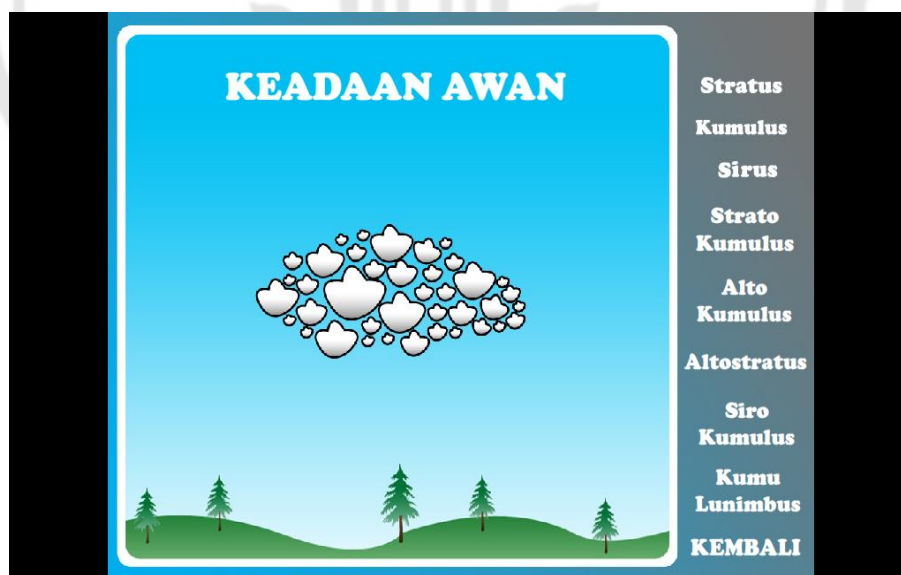 KEADAAN AWAN
Stratus
Kumulus
Sirus
Strato
Kumulus
Alto
Kumulus
Altostratus
Siro
Kumulus
Kumu
Lunimbus
KEMBALI